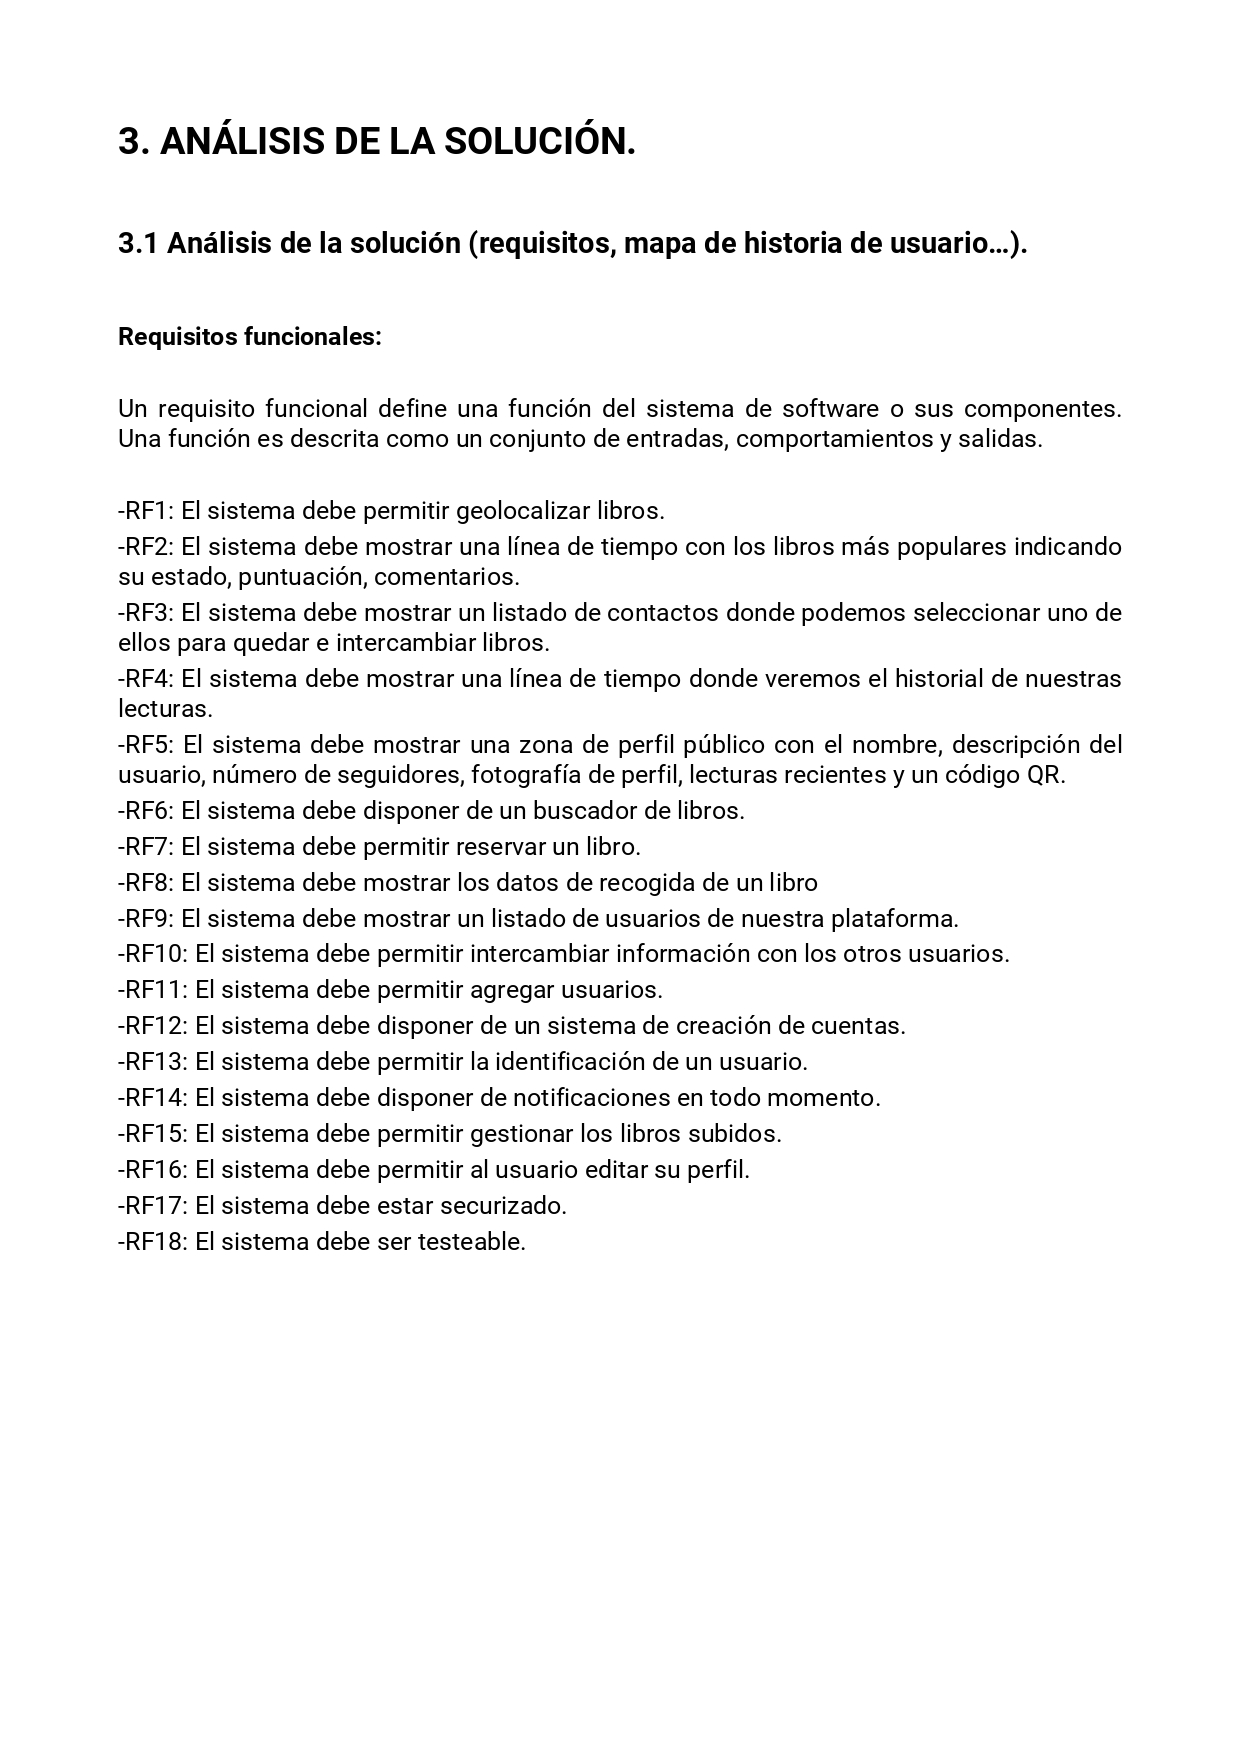 3. ANÁLISIS DE LA SOLUCIÓN.
3.1 Análisis de la solución (requisitos, mapa de historia de usuario…).
Requisitos funcionales:
Un requisito funcional define una función del sistema de software o sus componentes.
Una función es descrita como un conjunto de entradas, comportamientos y salidas.
-RF1: El sistema debe permitir geolocalizar libros.
-RF2: El sistema debe mostrar una línea de tiempo con los libros más populares indicando
su estado, puntuación, comentarios.
-RF3: El sistema debe mostrar un listado de contactos donde podemos seleccionar uno de
ellos para quedar e intercambiar libros.
-RF4: El sistema debe mostrar una línea de tiempo donde veremos el historial de nuestras
lecturas.
-RF5: El sistema debe mostrar una zona de perfil público con el nombre, descripción del
usuario, número de seguidores, fotografía de perfil, lecturas recientes y un código QR.
-RF6: El sistema debe disponer de un buscador de libros.
-RF7: El sistema debe permitir reservar un libro.
-RF8: El sistema debe mostrar los datos de recogida de un libro
-RF9: El sistema debe mostrar un listado de usuarios de nuestra plataforma.
-RF10: El sistema debe permitir intercambiar información con los otros usuarios.
-RF11: El sistema debe permitir agregar usuarios.
-RF12: El sistema debe disponer de un sistema de creación de cuentas.
-RF13: El sistema debe permitir la identificación de un usuario.
-RF14: El sistema debe disponer de notificaciones en todo momento.
-RF15: El sistema debe permitir gestionar los libros subidos.
-RF16: El sistema debe permitir al usuario editar su perfil.
-RF17: El sistema debe estar securizado.
-RF18: El sistema debe ser testeable.